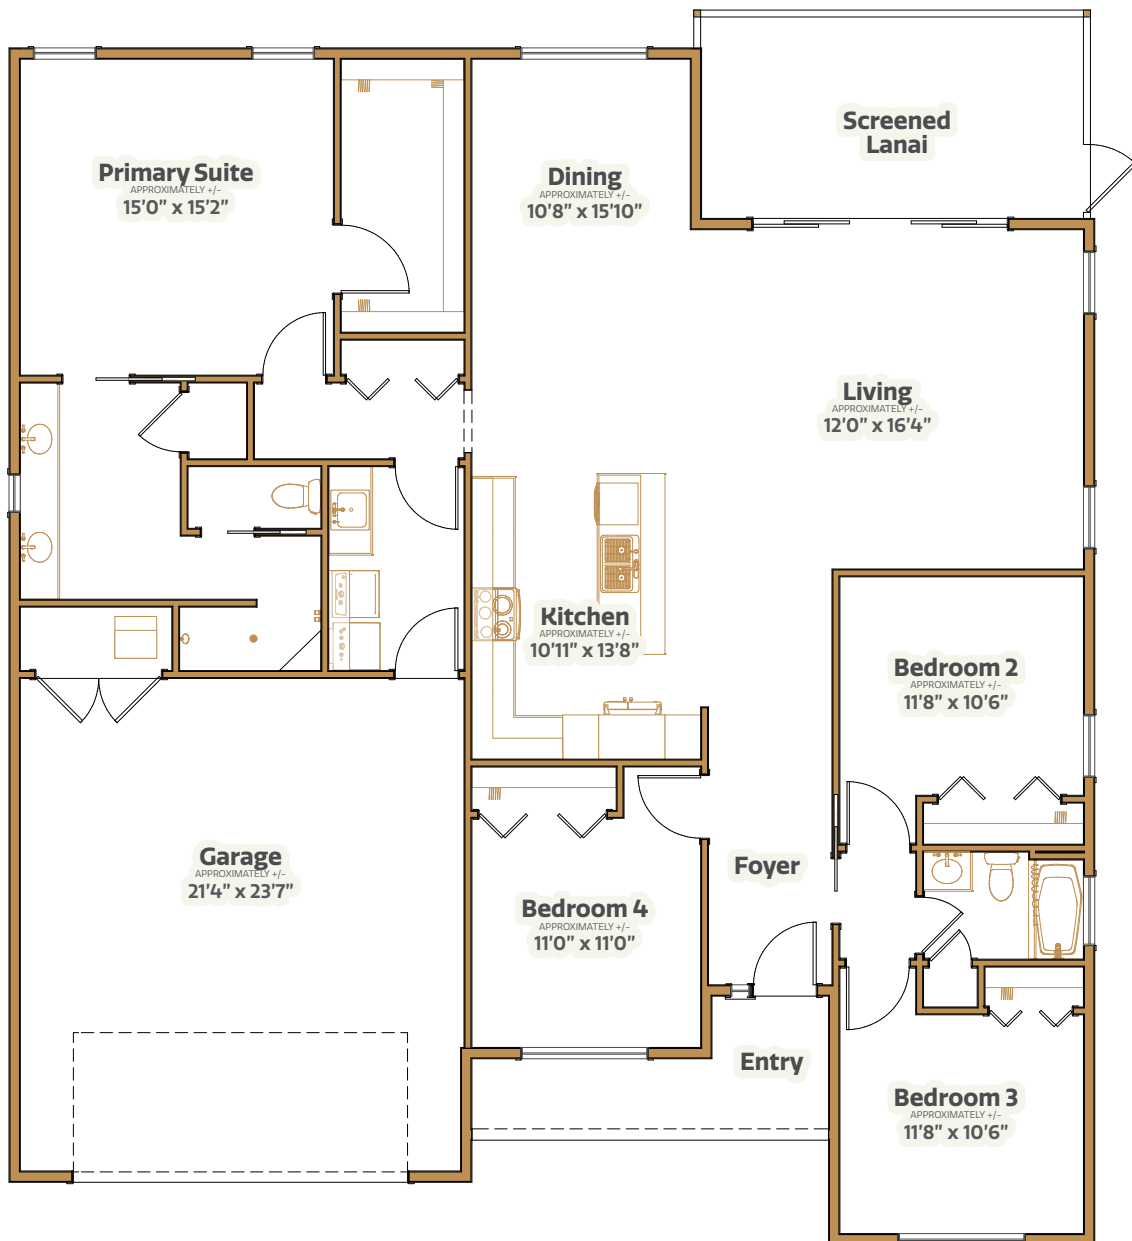 Screened
Lanai
Primary Suite
APPROXIMATELY +/-
15’0” x 15’2”
Dining
APPROXIMATELY +/-
10’8” x 15’10”
Living
APPROXIMATELY +/-
12’0” x 16’4”
Kitchen
APPROXIMATELY +/-
10’11” x 13’8”
Bedroom 2
APPROXIMATELY +/-
11’8” x 10’6”
Garage
APPROXIMATELY +/-
21’4” x 23’7”
Foyer
Bedroom 4
APPROXIMATELY +/-
11’0” x 11’0”
Entry
Bedroom 3
APPROXIMATELY +/-
11’8” x 10’6”